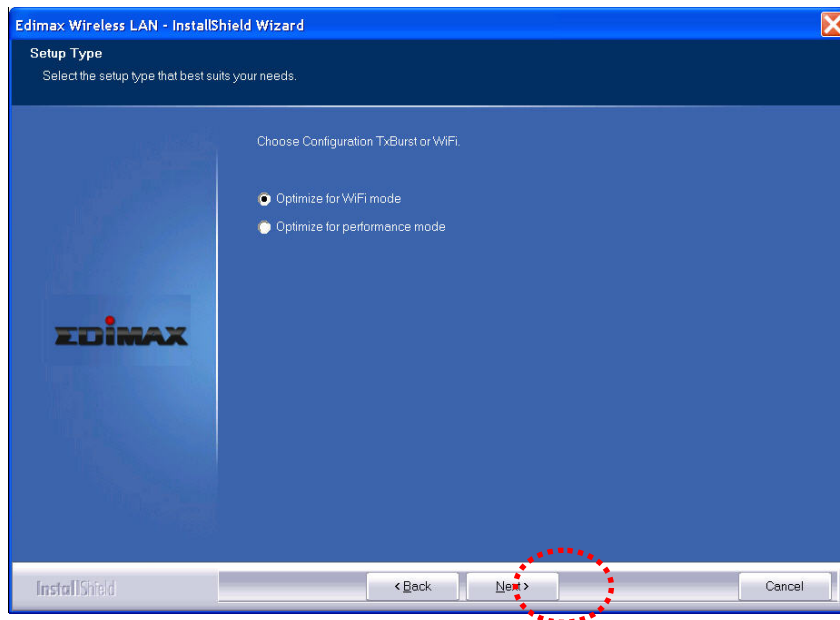 Edimax Wireless LAN - InstallShield Wizard
Setup Type
Select the setup type that best suits your needs.
Choose Configuration TxBurst or WiFi.
Optimize for WiFi mode
Optimize for performance mode
EDIMAX
InstallShield
< Back
Next >
Cancel